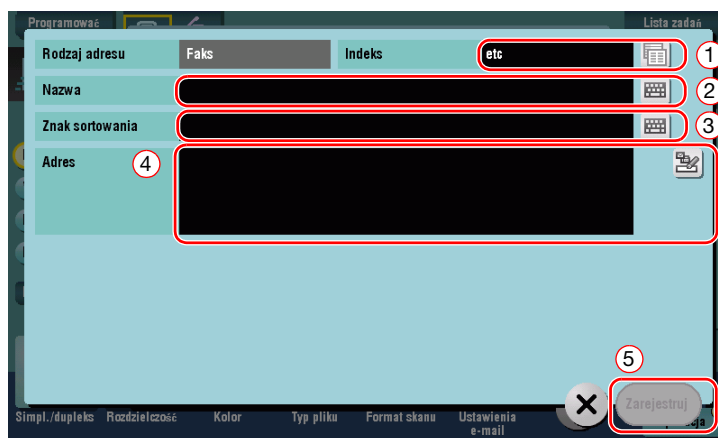 Programować
Lista zadań
Rodzaj adresu Faks Indeks etc 1
Nazwa 2
Znak sortowania 3
Adres 4
5
Zarejestruj
Simpl./dupleks Rozdzielczość Kolor Typ pliku Format skanu Ustawienia
e-mail